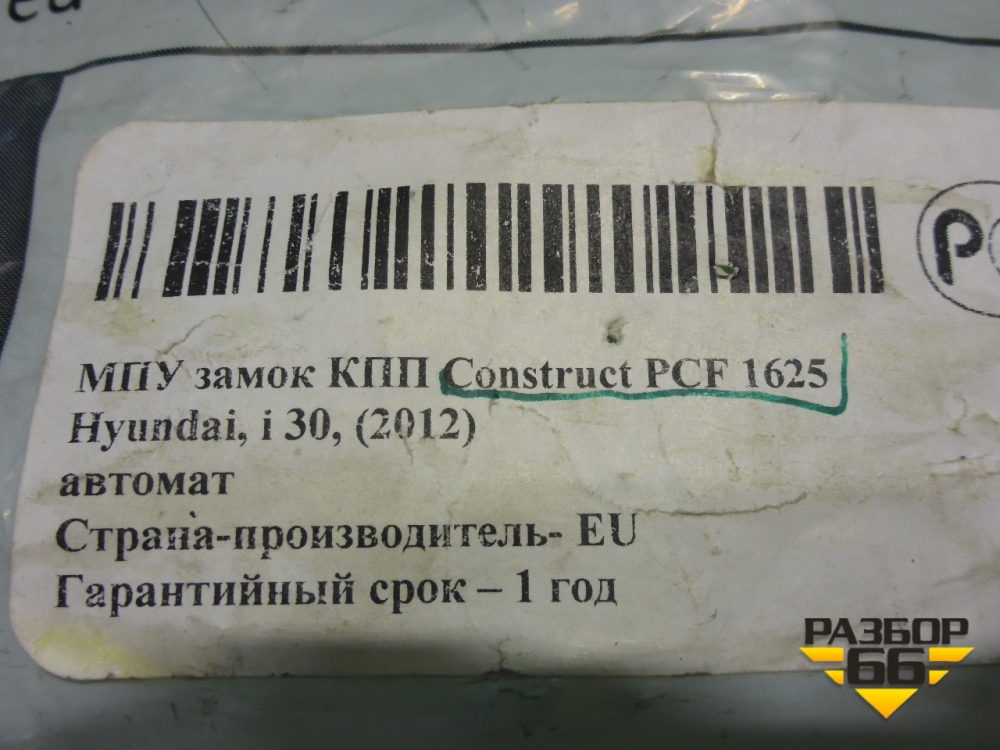 МПУ замок КПП Construct PCF 1625
Hyundai, i 30, (2012)
автомат
Страна-производитель- EU
Гарантийный срок – 1 год
РАЗБОР
66